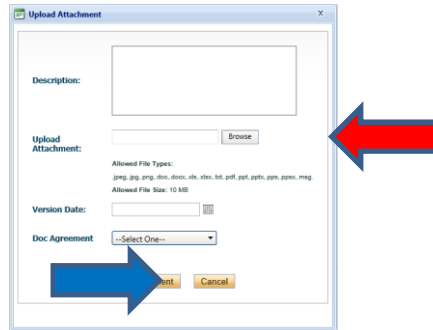 Upload Attachment x
Description:
Upload
Attachment:
Browse
Allowed File Types:
.jpeg,.jpg,.png,.doc,.docx,.xls,.xlsx,.txt,.pdf,.ppt,.pptx,.ppsx,.msg.
Allowed File Size: 10 MB
Version Date:
Doc Agreement
--Select One--
Cancel